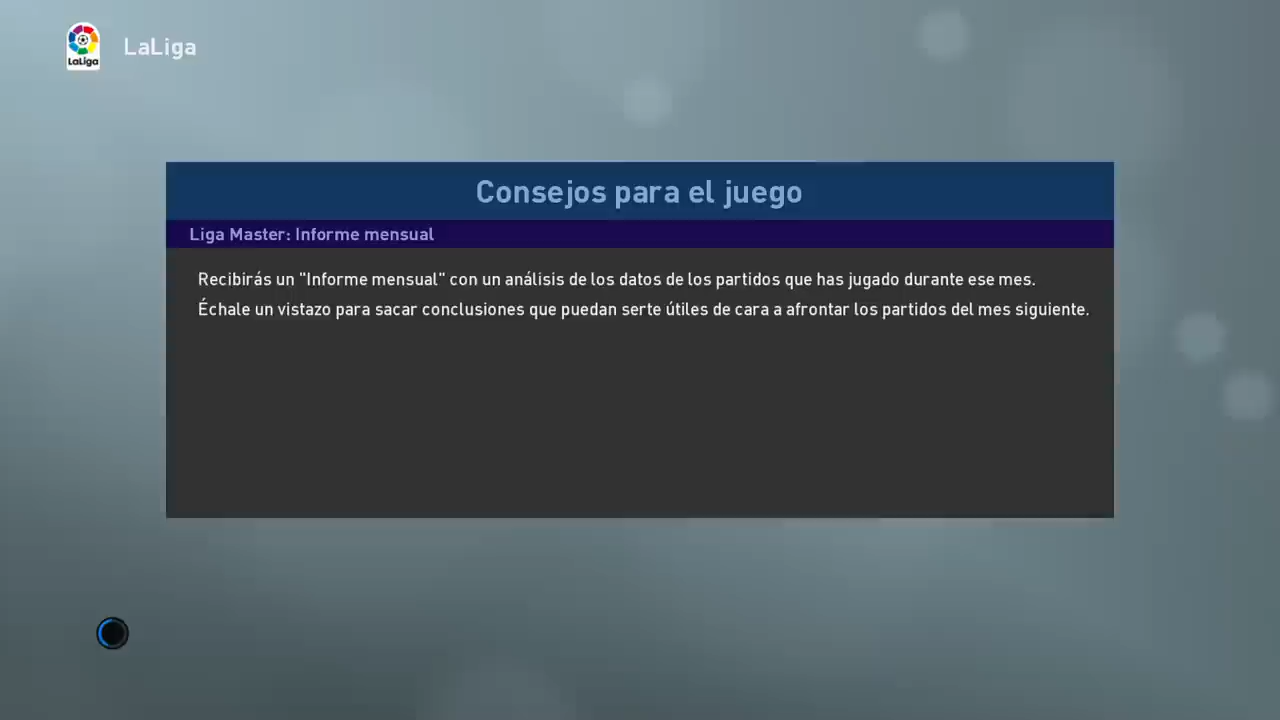 LaLiga
LaLiga
Consejos para el juego
Liga Master: Informe mensual
Recibirás un "Informe mensual" con un análisis de los datos de los partidos que has jugado durante ese mes.
Échale un vistazo para sacar conclusiones que puedan serte útiles de cara a afrontar los partidos del mes siguiente.